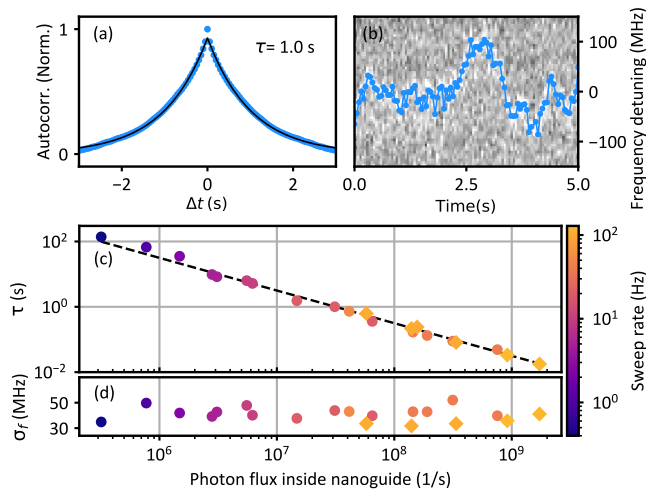 (a)
τ = 1.0 s
Autocorr. (Norm.)
1
0
−2 0 2
Δt (s)
(b)
100
0
−100
Frequency detuning (MHz)
0.0 2.5 5.0
Time(s)
(c)
τ (s)
10²
10⁰
10⁻²
(d)
σ_f (MHz)
50
30
10⁶ 10⁷ 10⁸ 10⁹
Photon flux inside nanoguide (1/s)
10²
10¹
10⁰
Sweep rate (Hz)